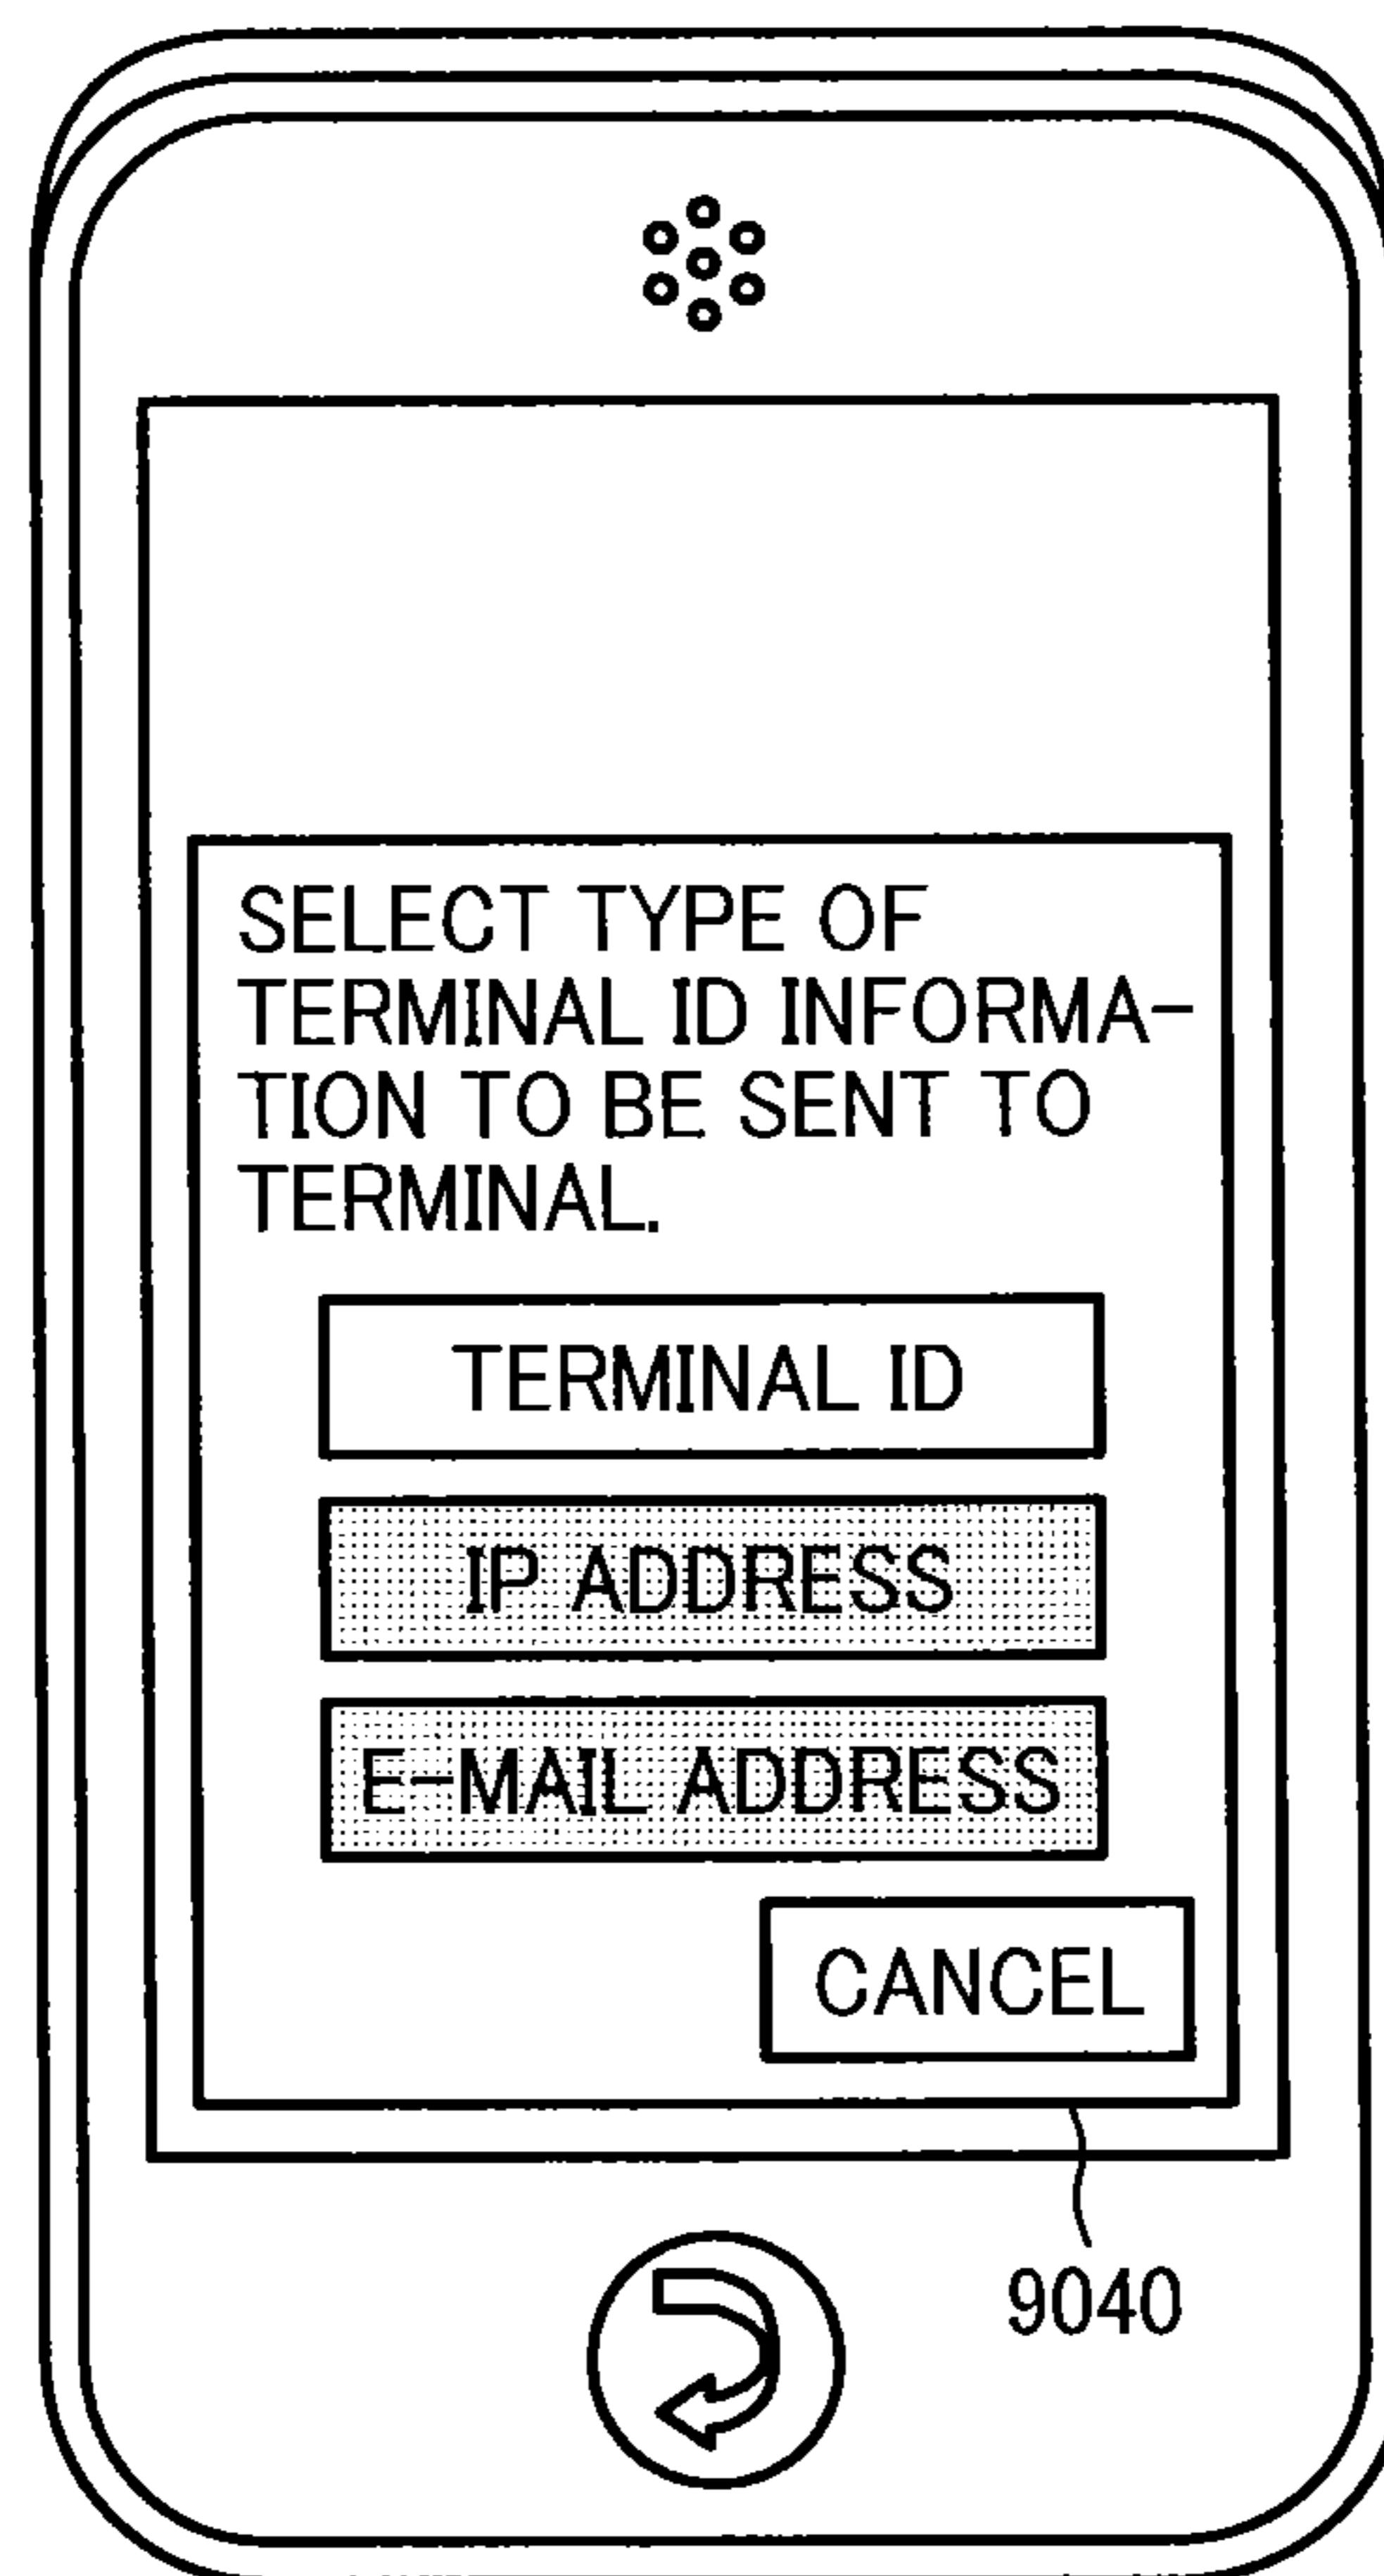 SELECT TYPE OF
TERMINAL ID INFORMA-
TION TO BE SENT TO
TERMINAL.
TERMINAL ID
IP ADDRESS
E-MAIL ADDRESS
CANCEL
9040